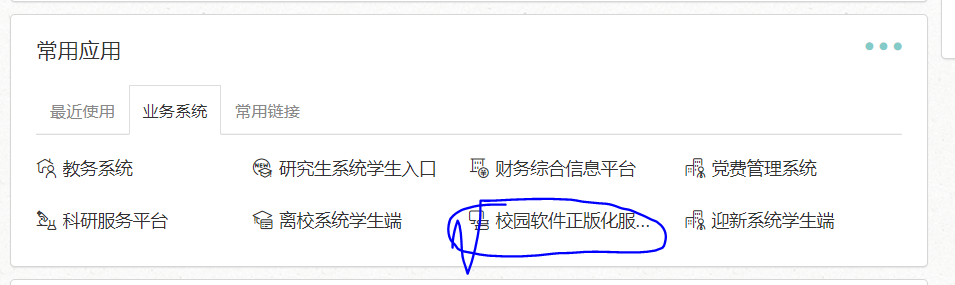 常用应用
最近使用 业务系统 常用链接
教务系统 研究生系统学生入口 财务综合信息平台 党费管理系统
科研服务平台 离校系统学生端 校园软件正版化服... 迎新系统学生端